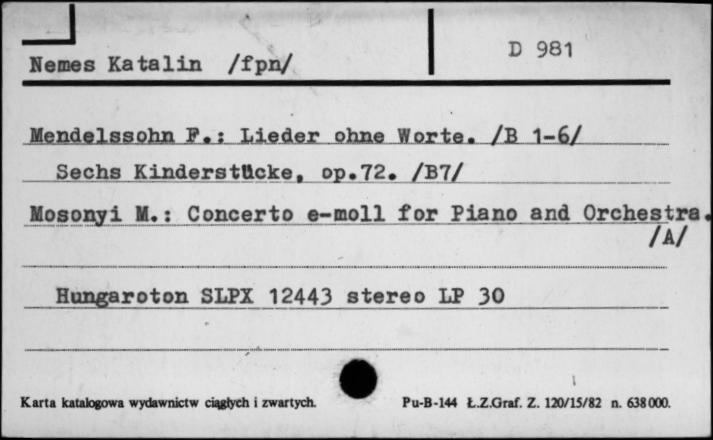 Nemes Katalin /fpn/
D 981
Mendelssohn F.: Lieder ohne Worte. /B 1-6/
Sechs Kinderstücke, op.72. /B7/
Mosonyi M.: Concerto e-moll for Piano and Orchestra.
/A/
Hungaroton SLPX 12443 stereo LP 30
Karta katalogowa wydawnictw ciągłych i zwartych.
Pu-B-144 Ł.Z.Graf. Z. 120/15/82 n. 638000.